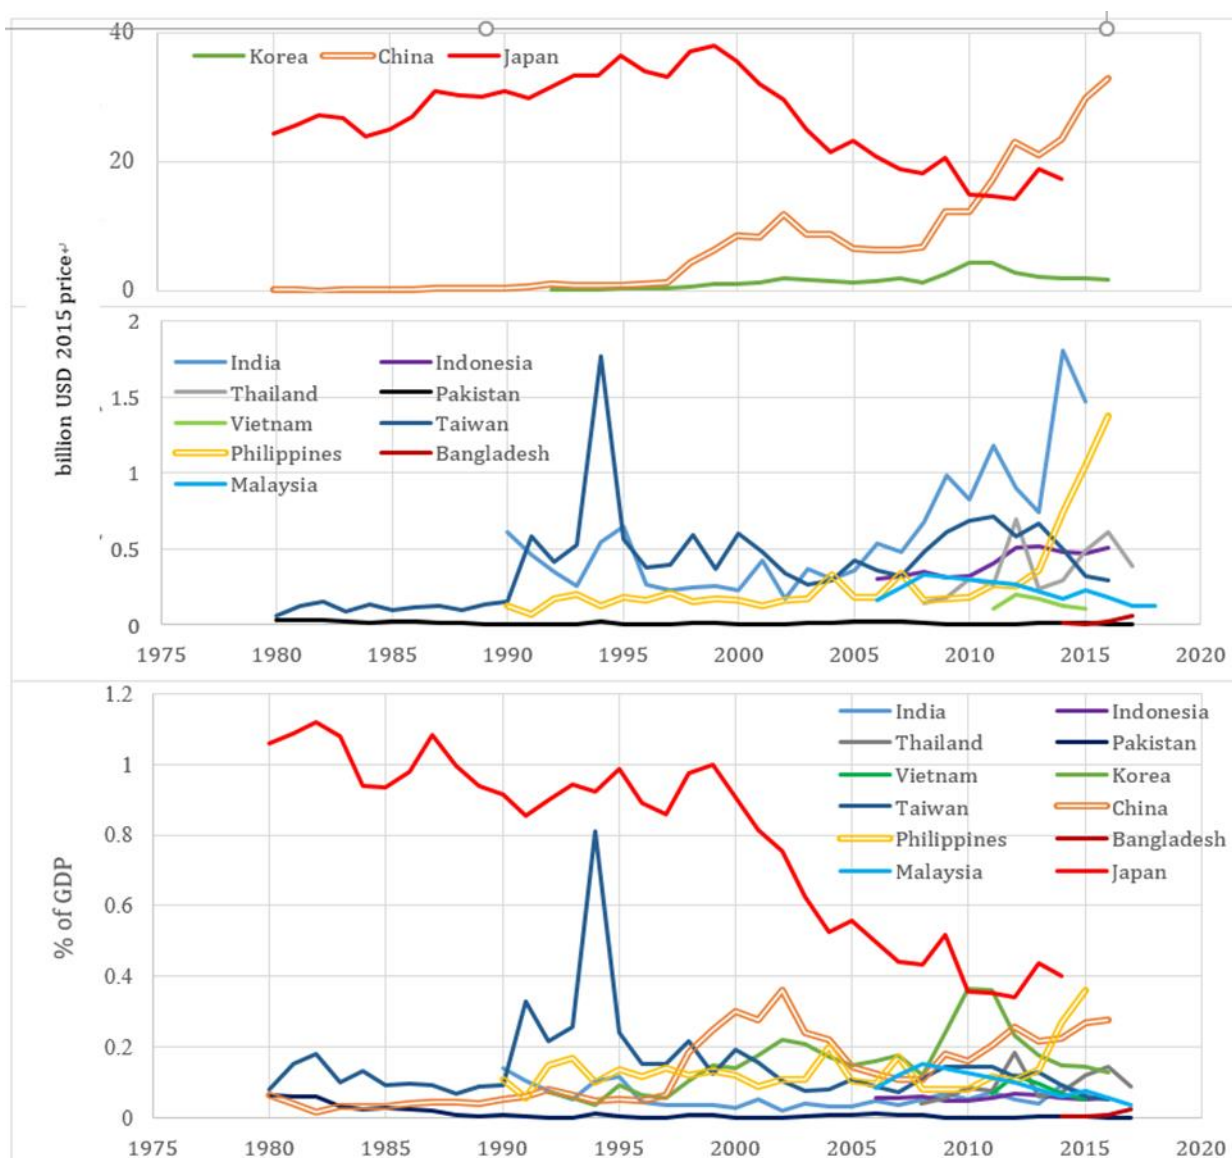 40
Korea China Japan
20
0
billion USD 2015 price↵
2
India Indonesia
Thailand Pakistan
1.5
Vietnam Taiwan
Philippines Bangladesh
1
Malaysia
0.5
0
1975 1980 1985 1990 1995 2000 2005 2010 2015 2020
1.2
India Indonesia
Thailand Pakistan
1
Vietnam Korea
Taiwan China
0.8
Philippines Bangladesh
Malaysia Japan
0.6
% of GDP
0.4
0.2
0
1975 1980 1985 1990 1995 2000 2005 2010 2015 2020